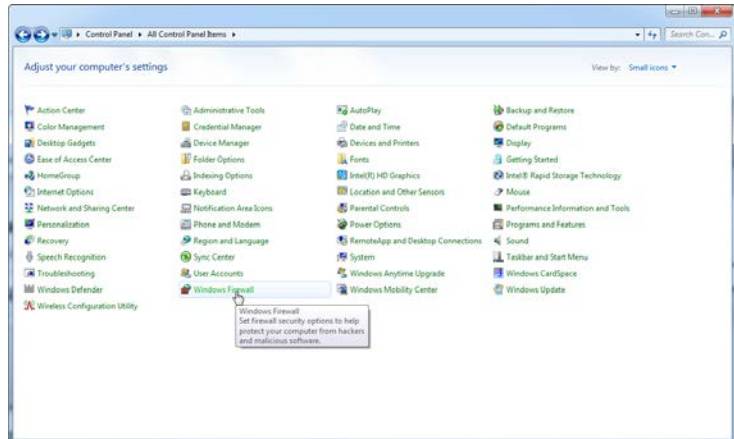 Control Panel ▸ All Control Panel Items ▸
Search Con...
Adjust your computer's settings
View by: Small icons
Action Center
Administrative Tools
AutoPlay
Backup and Restore
Color Management
Credential Manager
Date and Time
Default Programs
Desktop Gadgets
Device Manager
Devices and Printers
Display
Ease of Access Center
Folder Options
Fonts
Getting Started
HomeGroup
Indexing Options
Intel(R) HD Graphics
Intel® Rapid Storage Technology
Internet Options
Keyboard
Location and Other Sensors
Mouse
Network and Sharing Center
Notification Area Icons
Parental Controls
Performance Information and Tools
Personalization
Phone and Modem
Power Options
Programs and Features
Recovery
Region and Language
RemoteApp and Desktop Connections
Sound
Speech Recognition
Sync Center
System
Taskbar and Start Menu
Troubleshooting
User Accounts
Windows Anytime Upgrade
Windows CardSpace
Windows Defender
Windows Firewall
Windows Mobility Center
Windows Update
Wireless Configuration Utility
Windows Firewall
Set firewall security options to help
protect your computer from hackers
and malicious software.